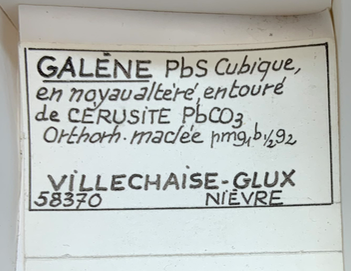 GALÈNE PbS Cubique,
en noyau altéré, entouré
de CÉRUSITE PbCO3
Orthorh. maclée pmg1b1/2g2
VILLECHAISE-GLUX
58370 NIÈVRE